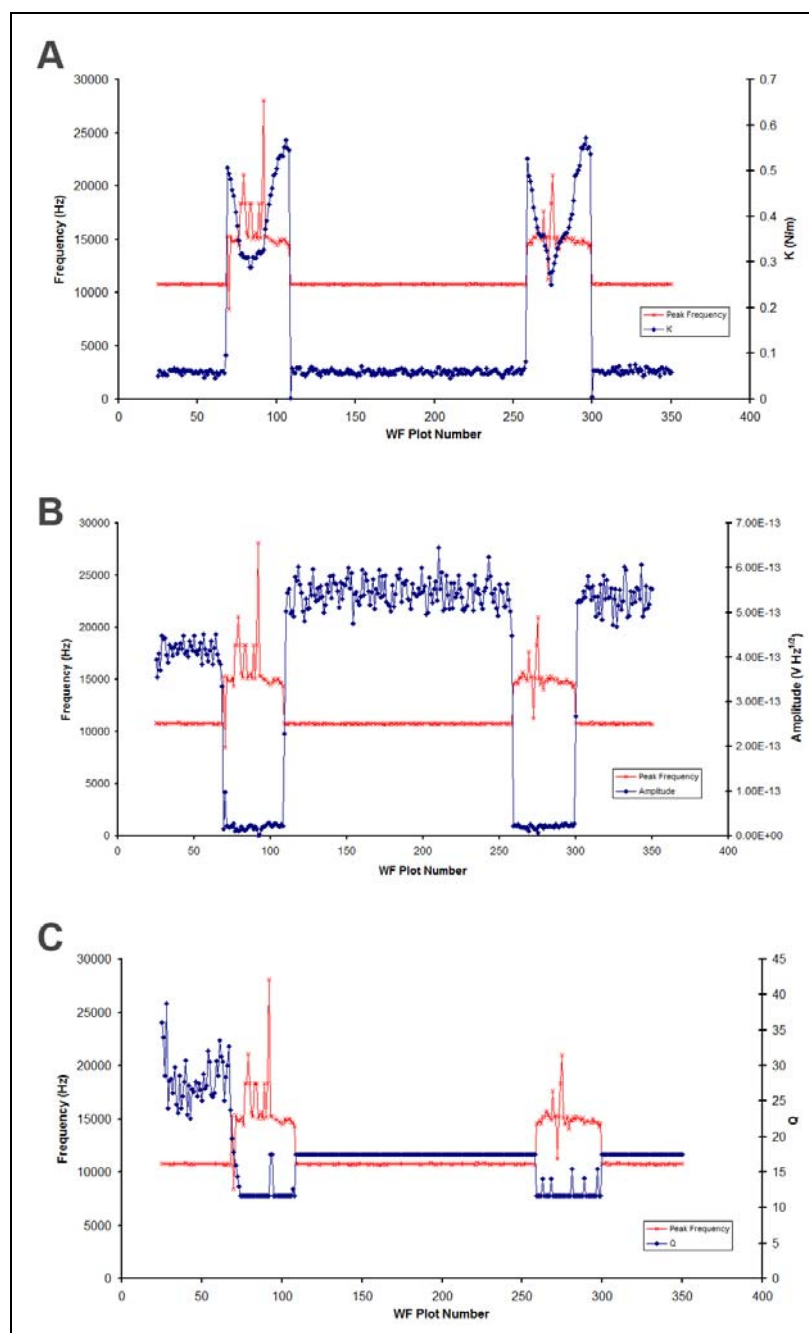 A
30000
25000
20000
15000
10000
5000
0
Frequency (Hz)
0.7
0.6
0.5
0.4
0.3
0.2
0.1
0
K (N/m)
Peak Frequency
K
0 50 100 150 200 250 300 350 400
WF Plot Number
B
30000
25000
20000
15000
10000
5000
0
Frequency (Hz)
7.00E-13
6.00E-13
5.00E-13
4.00E-13
3.00E-13
2.00E-13
1.00E-13
0.00E+00
Amplitude (V Hz1/2)
Peak Frequency
Amplitude
0 50 100 150 200 250 300 350 400
WF Plot Number
C
30000
25000
20000
15000
10000
5000
0
Frequency (Hz)
45
40
35
30
25
20
15
10
5
0
Q
Peak Frequency
Q
0 50 100 150 200 250 300 350 400
WF Plot Number